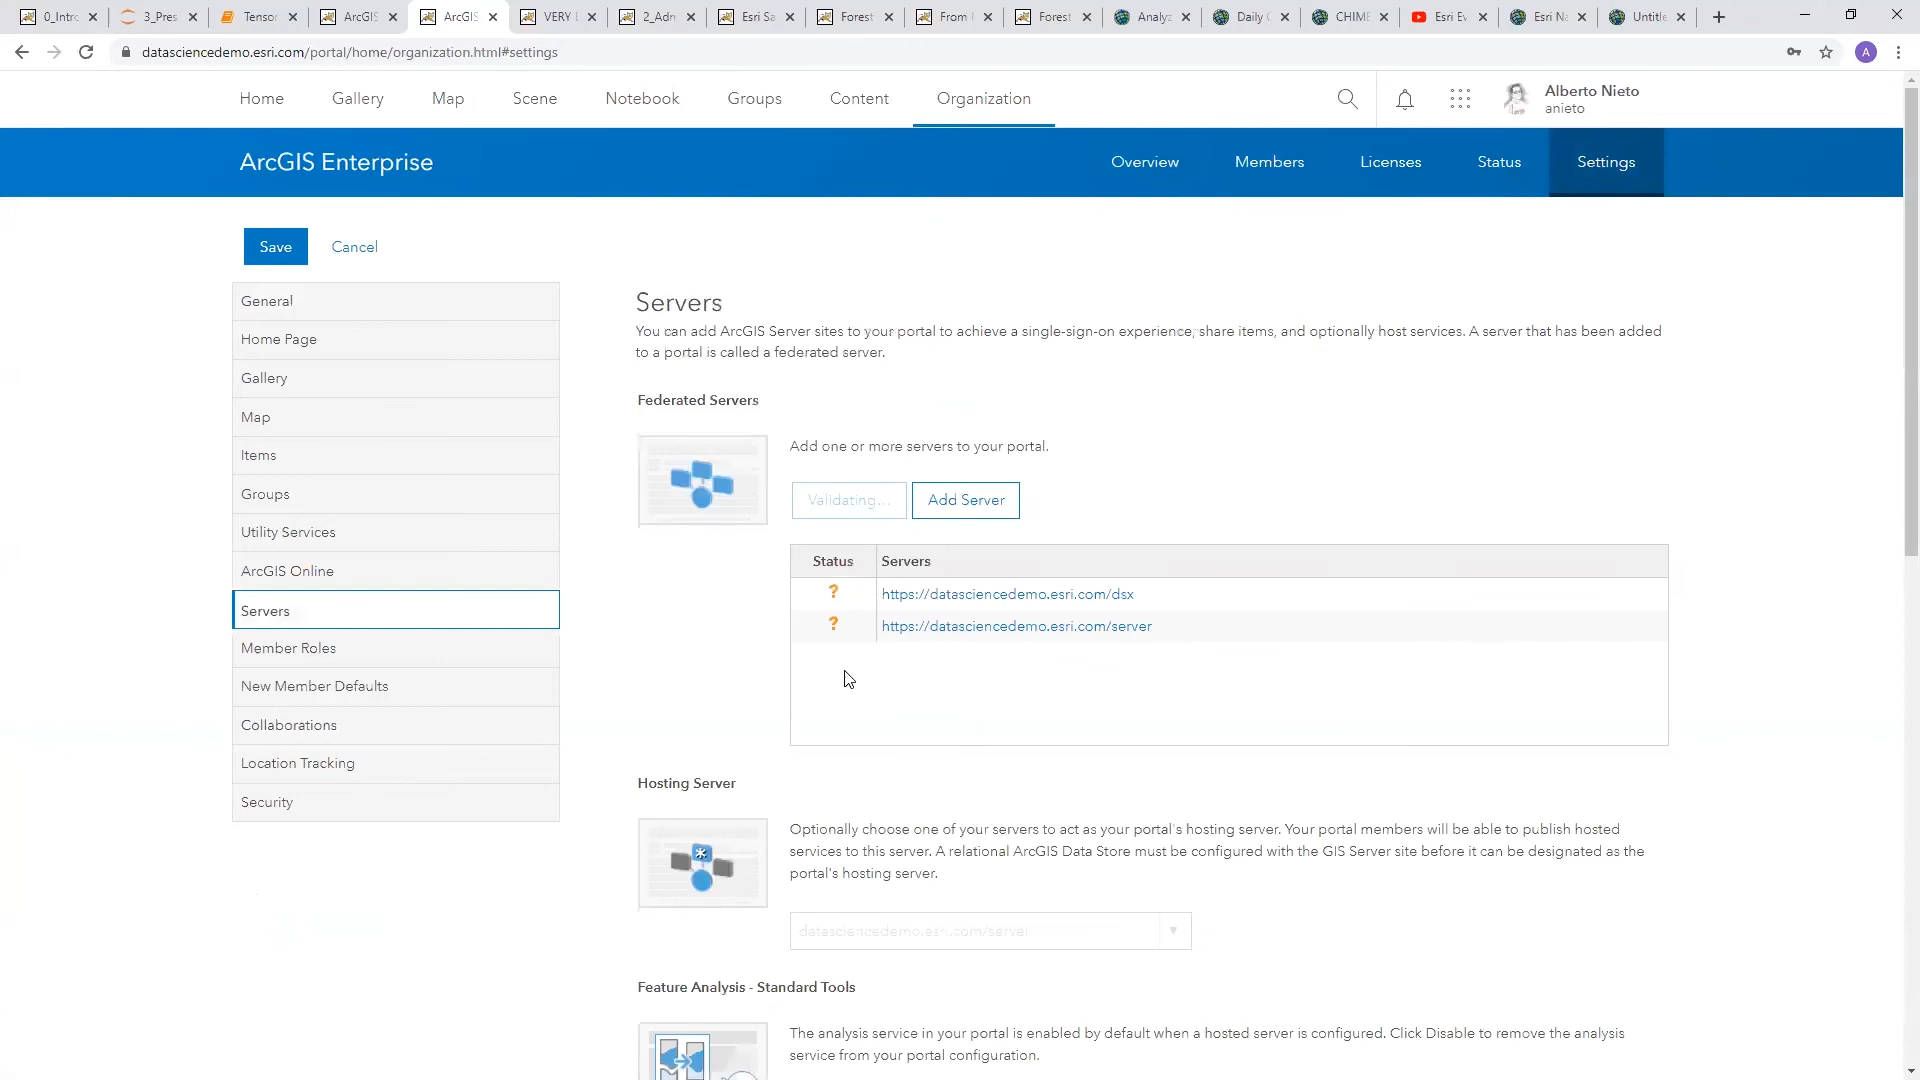 0_Intro
3_Pres
Tensor
ArcGIS
ArcGIS
VERY
2_Adm
Esri Sa
Forest
From
Forest
Analyz
Daily
CHIME
Esri Ev
Esri Na
Untitle
datasciencedemo.esri.com/portal/home/organization.html#settings
A
Home
Gallery
Map
Scene
Notebook
Groups
Content
Organization
Alberto Nieto
anieto
ArcGIS Enterprise
Overview
Members
Licenses
Status
Settings
Save
Cancel
General
Home Page
Gallery
Map
Items
Groups
Utility Services
ArcGIS Online
Servers
Member Roles
New Member Defaults
Collaborations
Location Tracking
Security
Servers
You can add ArcGIS Server sites to your portal to achieve a single-sign-on experience, share items, and optionally host services. A server that has been added
to a portal is called a federated server.
Federated Servers
Add one or more servers to your portal.
Validating...
Add Server
Status
Servers
?
https://datasciencedemo.esri.com/dsx
?
https://datasciencedemo.esri.com/server
Hosting Server
Optionally choose one of your servers to act as your portal's hosting server. Your portal members will be able to publish hosted
services to this server. A relational ArcGIS Data Store must be configured with the GIS Server site before it can be designated as the
portal's hosting server.
datasciencedemo.esri.com/server
Feature Analysis - Standard Tools
The analysis service in your portal is enabled by default when a hosted server is configured. Click Disable to remove the analysis
service from your portal configuration.